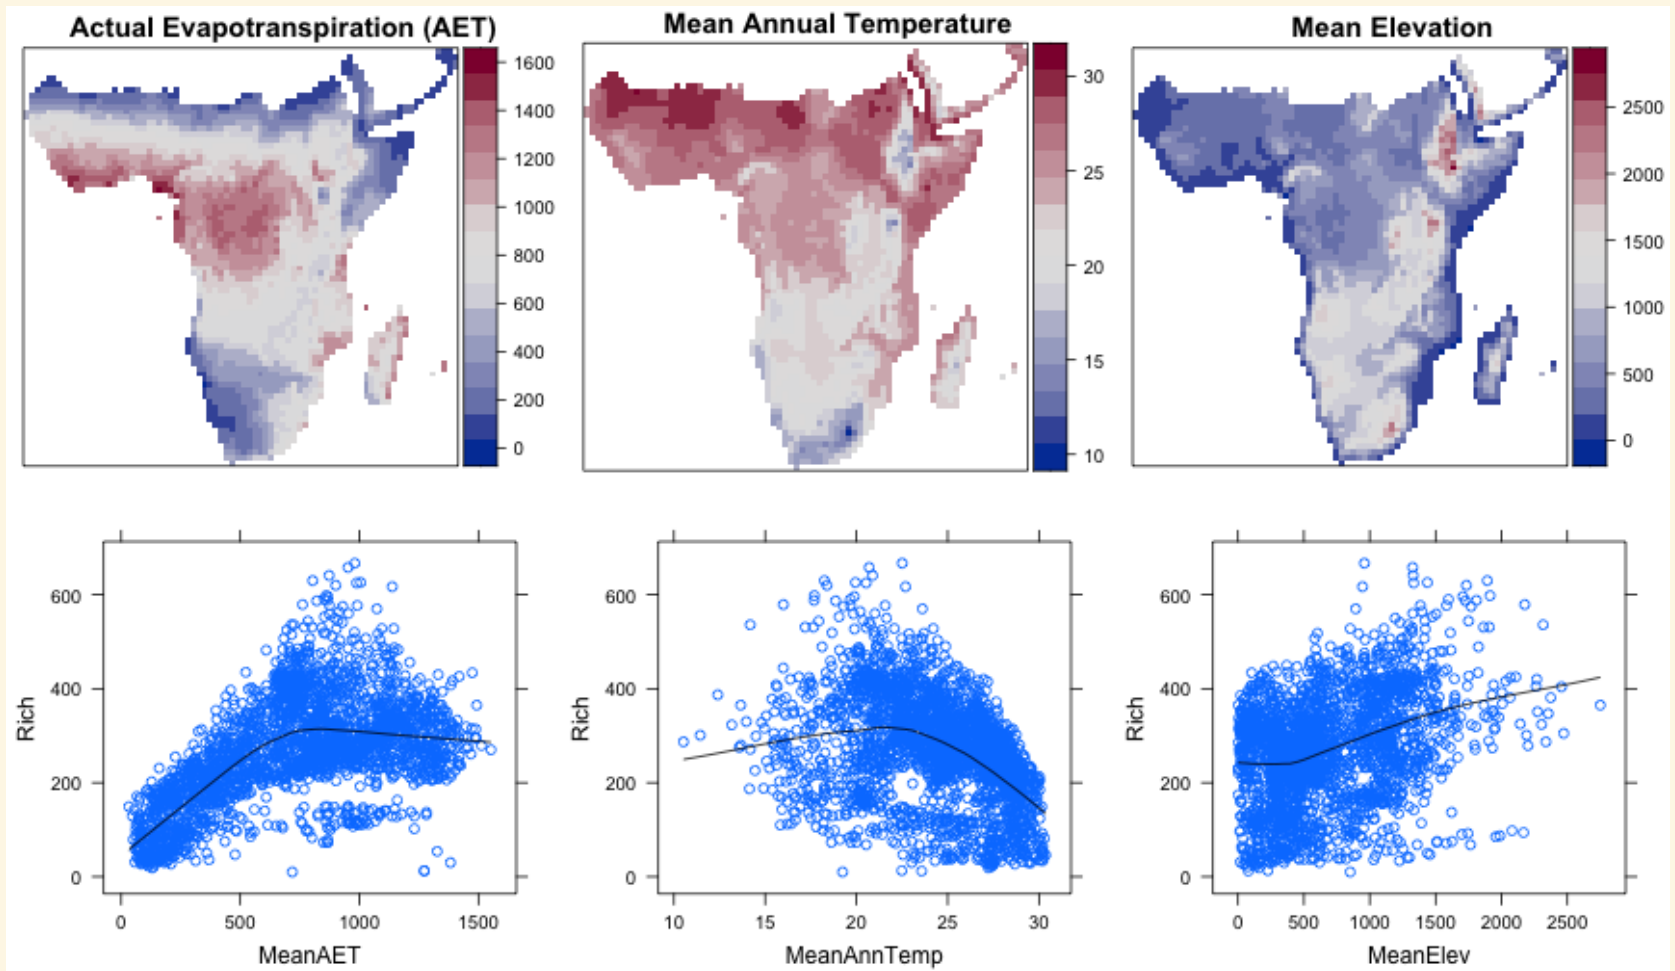 Actual Evapotranspiration (AET)
1600
1400
1200
1000
800
600
400
200
0
Mean Annual Temperature
30
25
20
15
10
Mean Elevation
2500
2000
1500
1000
500
0
Rich
600
400
200
0
0 500 1000 1500
MeanAET
Rich
600
400
200
0
10 15 20 25 30
MeanAnnTemp
Rich
600
400
200
0
0 500 1000 1500 2000 2500
MeanElev